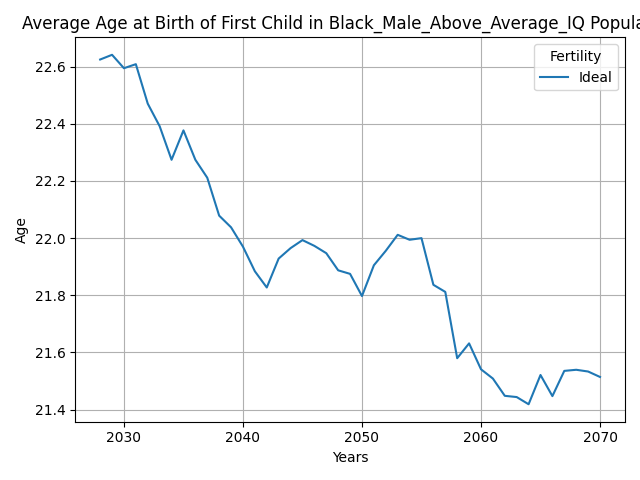 Average Age at Birth of First Child in Black_Male_Above_Average_IQ Popula
Fertility
Ideal
22.6
22.4
22.2
22.0
21.8
21.6
21.4
Age
2030 2040 2050 2060 2070
Years